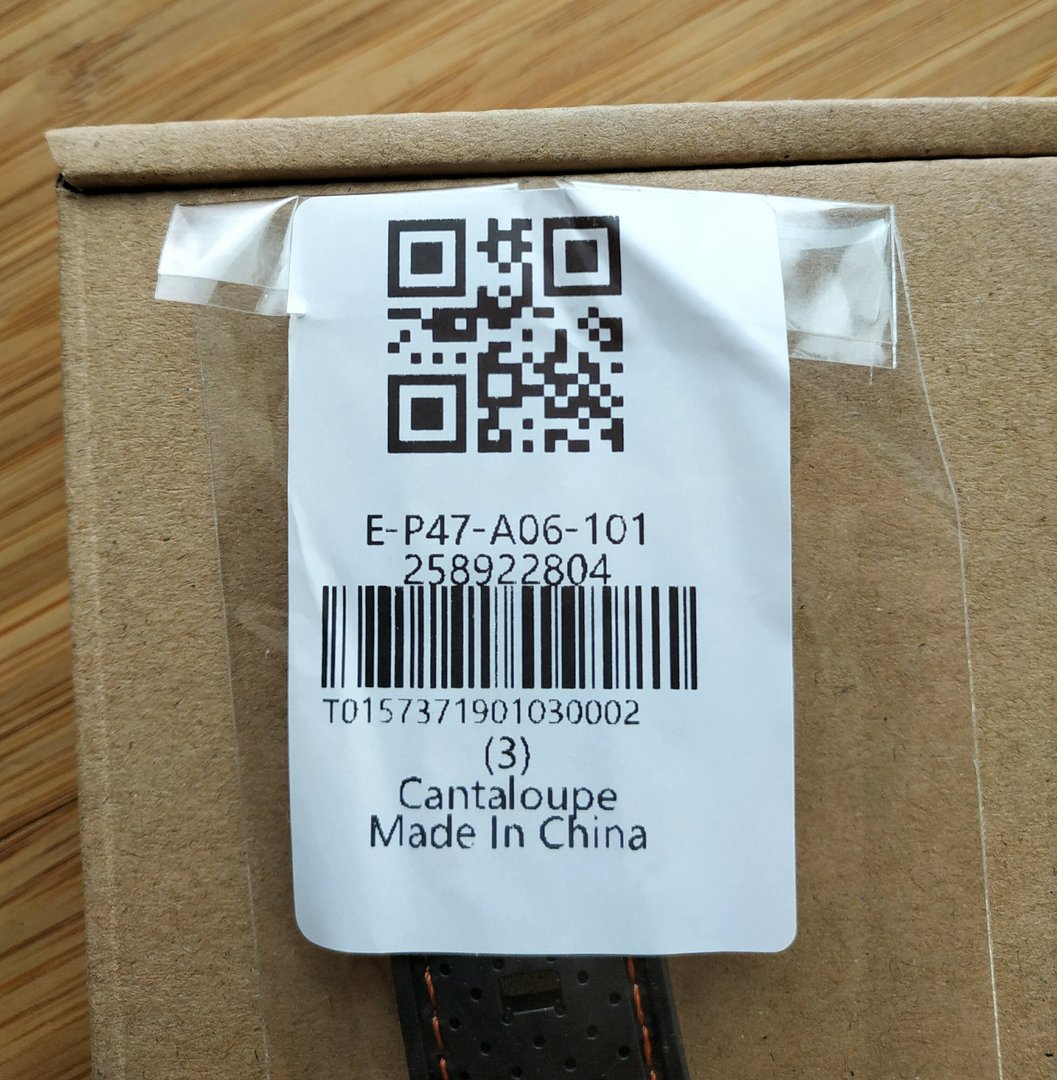 E-P47-A06-101
258922804
T0157371901030002
(3)
Cantaloupe
Made In China